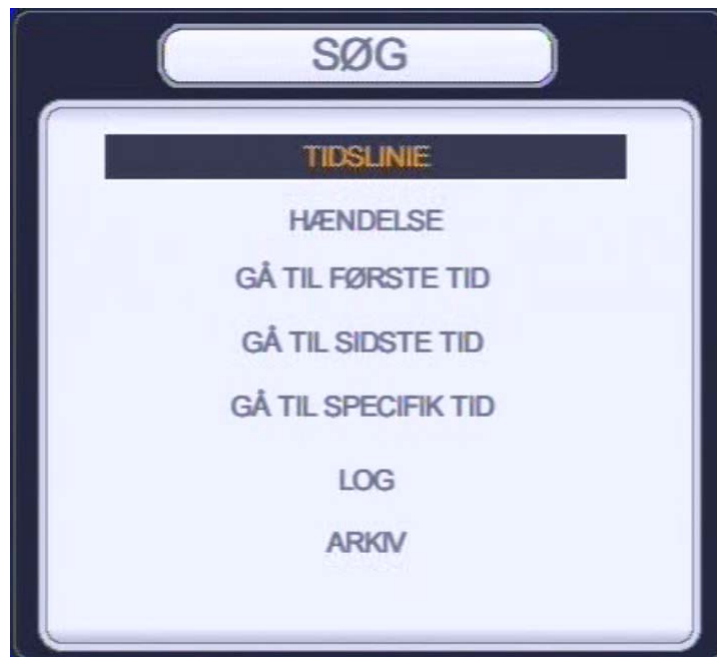 SØG
TIDSLINIE
HÆNDELSE
GÅ TIL FØRSTE TID
GÅ TIL SIDSTE TID
GÅ TIL SPECIFIK TID
LOG
ARKIV